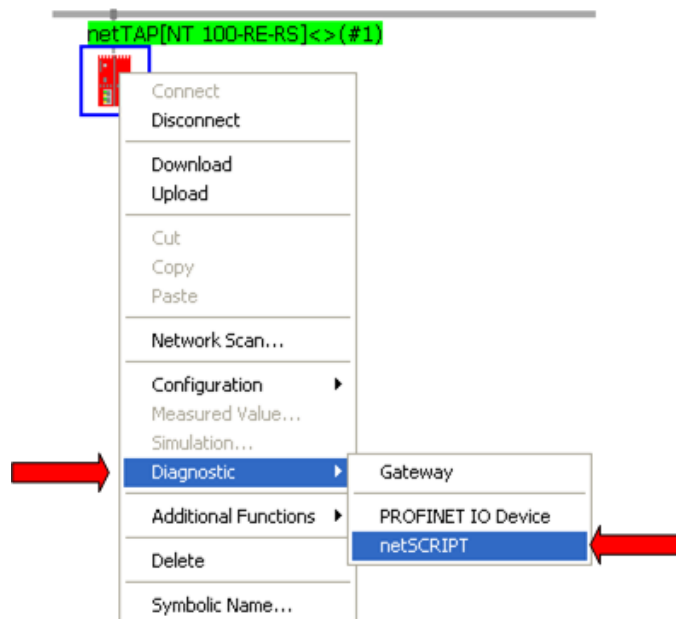 netTAP[NT 100-RE-RS]<>(#1)
Connect
Disconnect
Download
Upload
Cut
Copy
Paste
Network Scan...
Configuration
Measured Value...
Simulation...
Diagnostic
Additional Functions
Delete
Symbolic Name...
Gateway
PROFINET IO Device
netSCRIPT